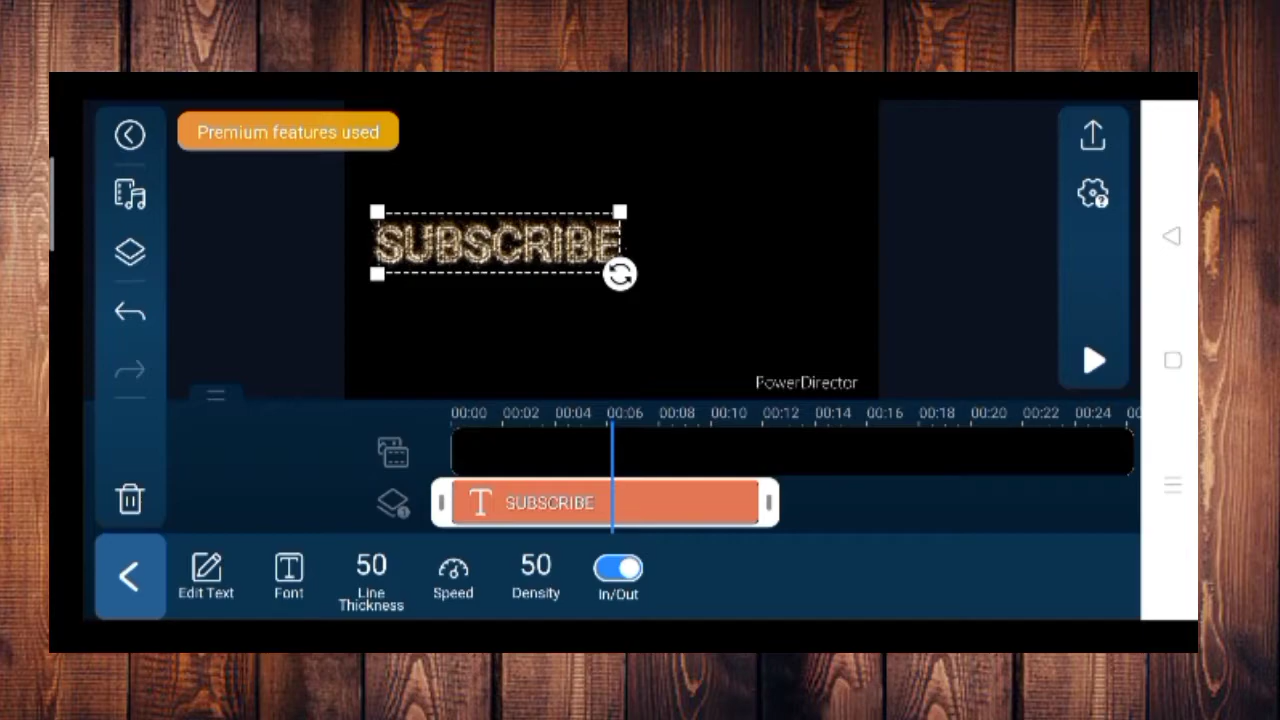 Premium features used
SUBSCRIBE
PowerDirector
00:00 00:02 00:04 00:06 00:08 00:10 00:12 00:14 00:16 00:18 00:20 00:22 00:24 00
T SUBSCRIBE
50 50
Edit Text Font Line Thickness Speed Density In/Out